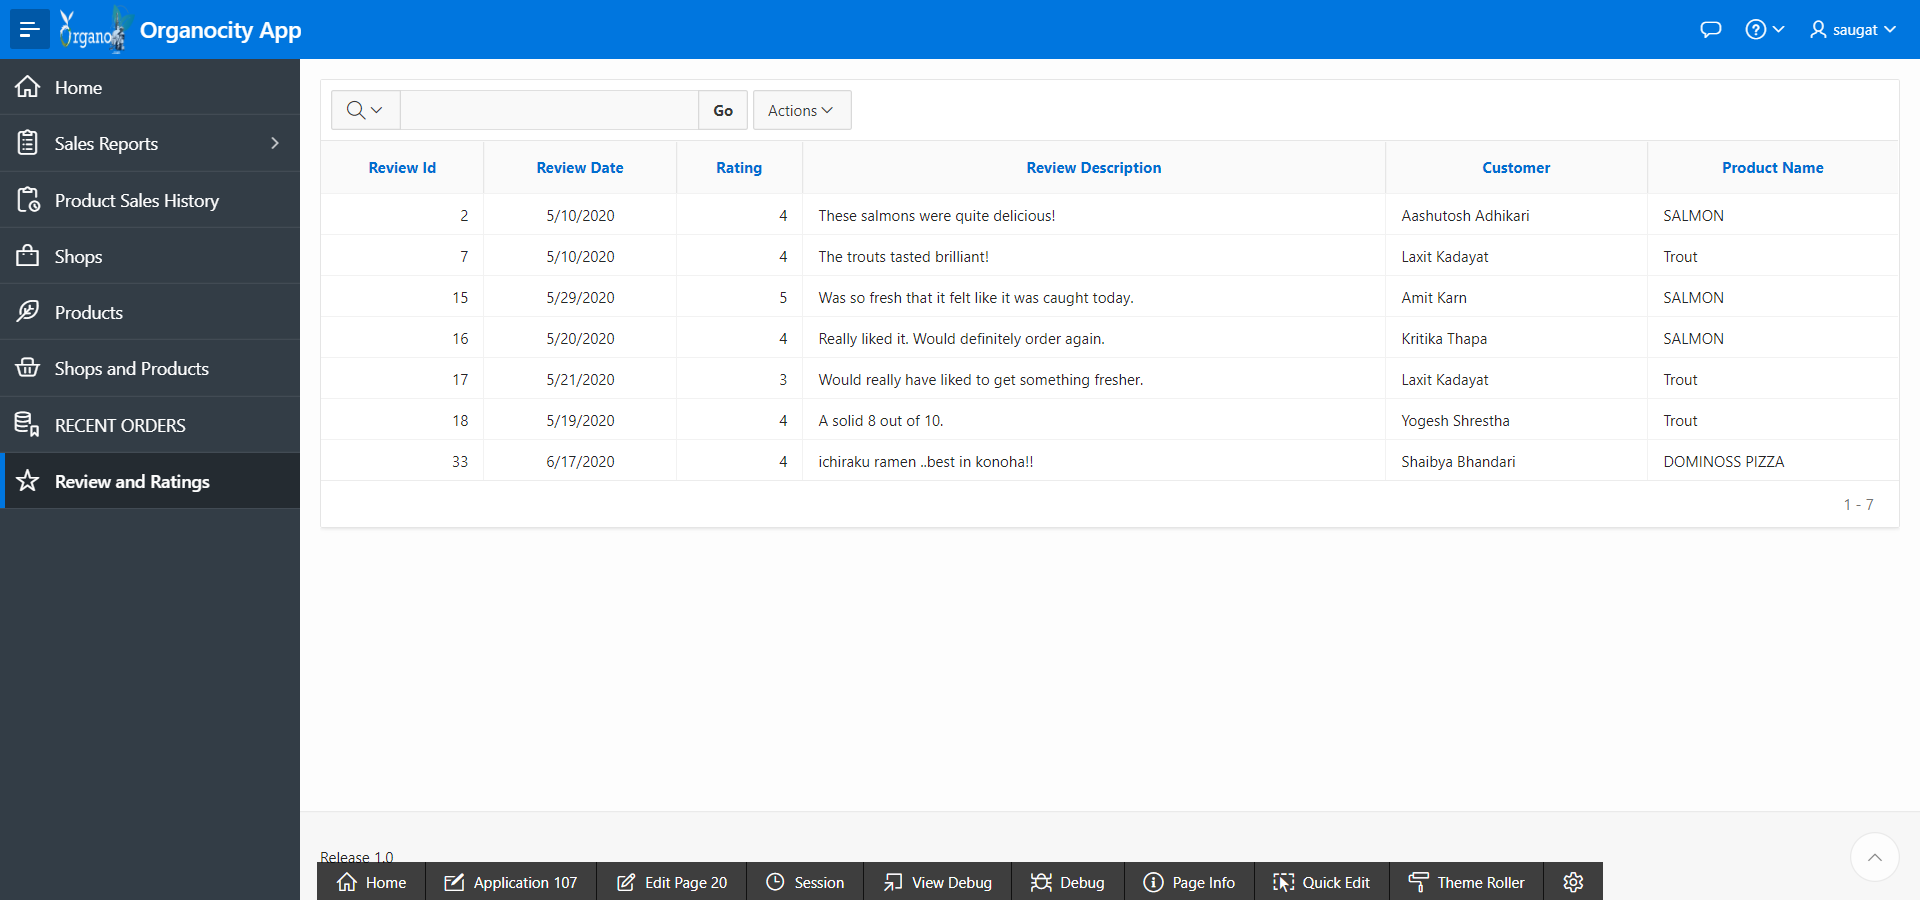 Organo
Organocity App
saugat
Home
Sales Reports
Product Sales History
Shops
Products
Shops and Products
RECENT ORDERS
Review and Ratings
Go
Actions
Review Id Review Date Rating Review Description Customer Product Name
2 5/10/2020 4 These salmons were quite delicious! Aashutosh Adhikari SALMON
7 5/10/2020 4 The trouts tasted brilliant! Laxit Kadayat Trout
15 5/29/2020 5 Was so fresh that it felt like it was caught today. Amit Karn SALMON
16 5/20/2020 4 Really liked it. Would definitely order again. Kritika Thapa SALMON
17 5/21/2020 3 Would really have liked to get something fresher. Laxit Kadayat Trout
18 5/19/2020 4 A solid 8 out of 10. Yogesh Shrestha Trout
33 6/17/2020 4 ichiraku ramen ..best in konoha!! Shaibya Bhandari DOMINOSS PIZZA
1 - 7
Release 1.0
Home Application 107 Edit Page 20 Session View Debug Debug Page Info Quick Edit Theme Roller